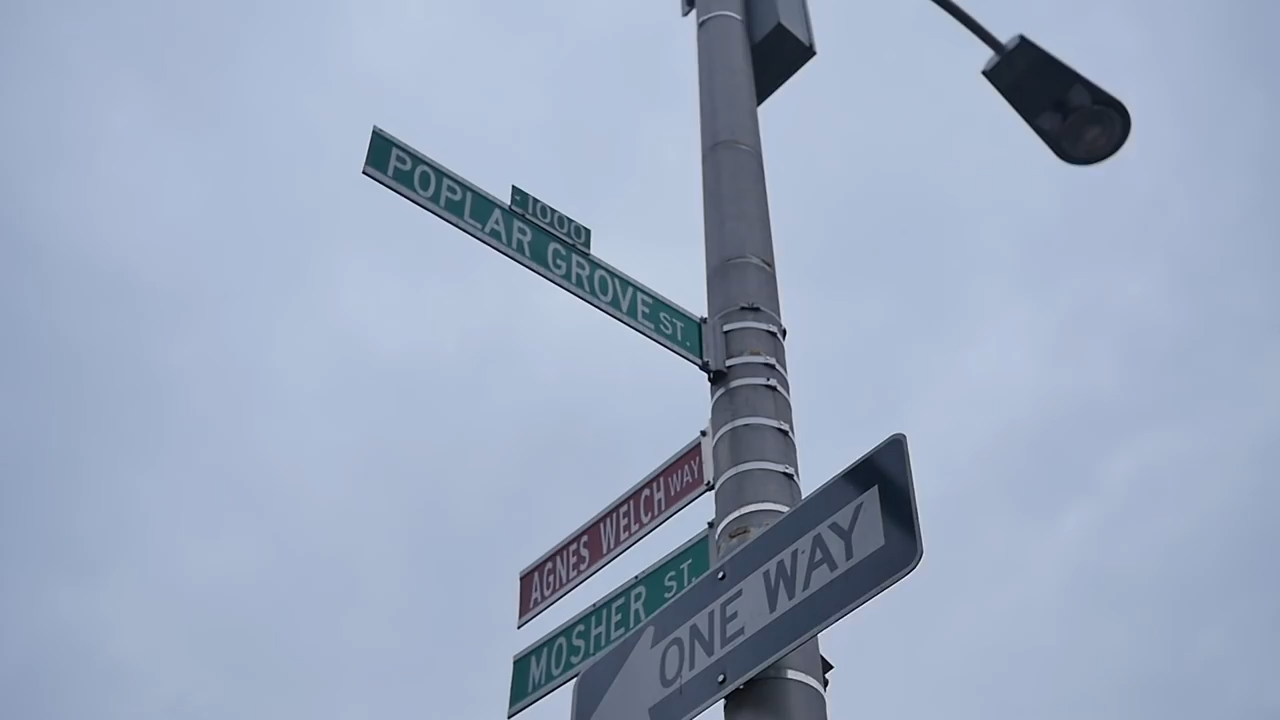 - 1000
POPLAR GROVE ST.
AGNES WELCH WAY
MOSHER ST.
ONE WAY